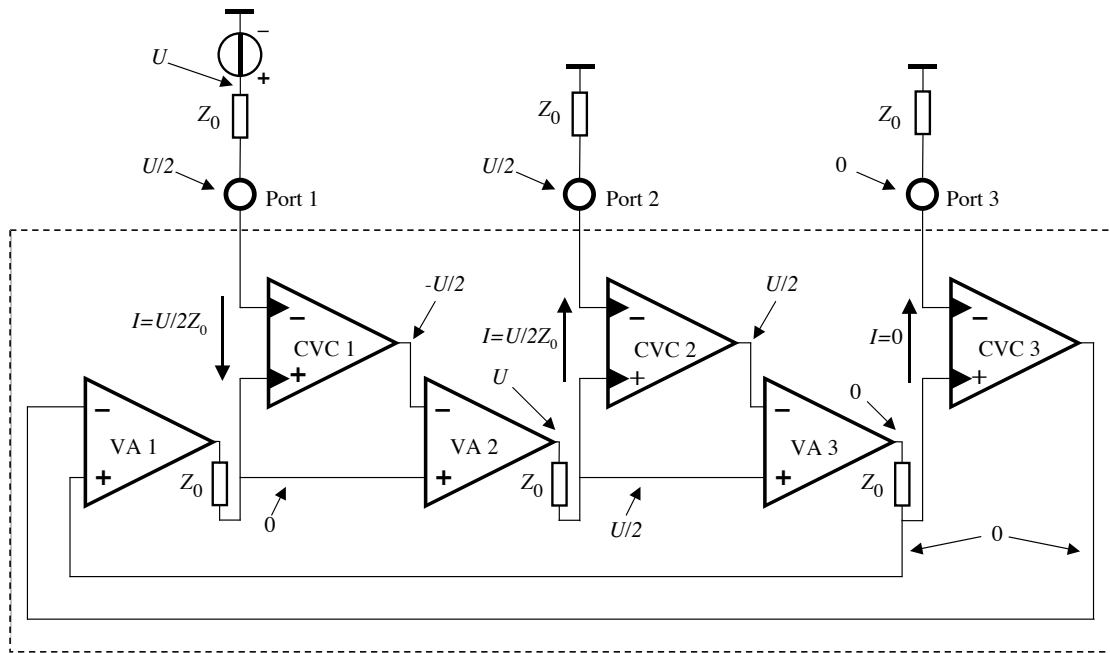 −
U
+
Z0
Z0
Z0
U/2
U/2
0
Port 1
Port 2
Port 3
-U/2
U/2
I=U/2Z0
I=U/2Z0
I=0
−
CVC 1
+
−
CVC 2
+
−
CVC 3
+
U
0
−
VA 1
+
−
VA 2
+
−
VA 3
+
Z0
Z0
Z0
0
U/2
0